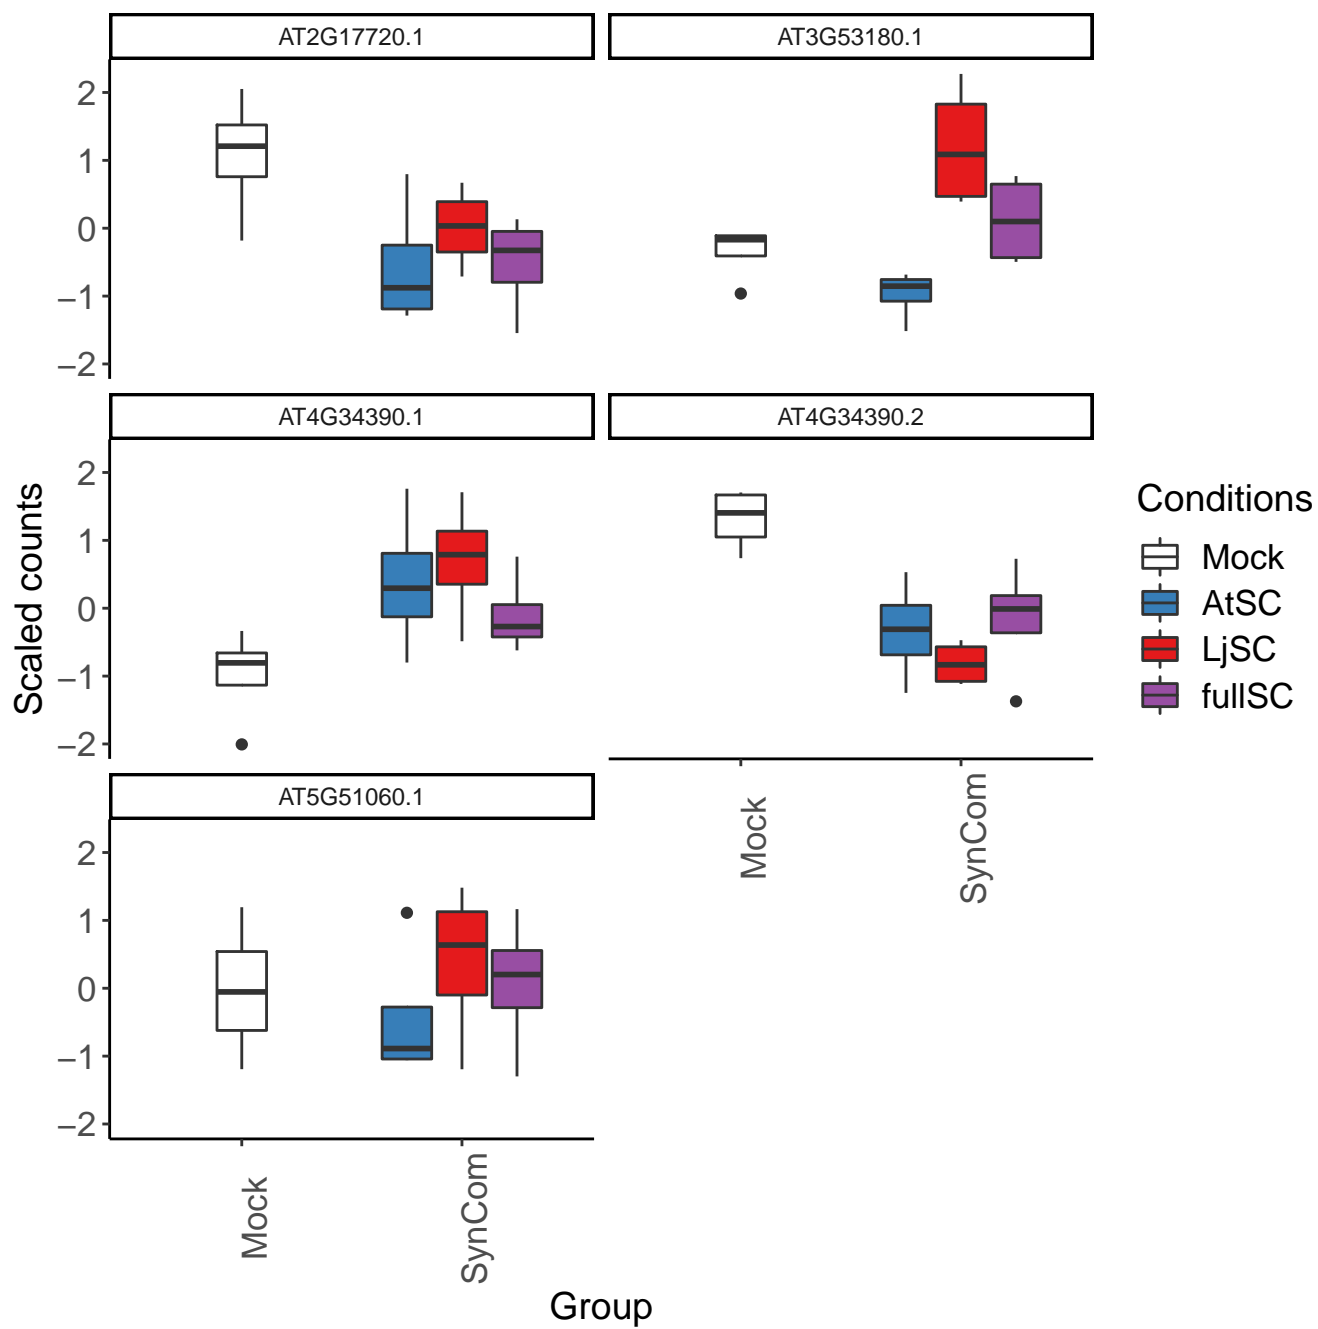 AT2G17720.1
AT3G53180.1
2
1
0
−1
−2
AT4G34390.1
AT4G34390.2
2
1
0
−1
−2
Scaled counts
Conditions
Mock
AtSC
LjSC
fullSC
Mock
SynCom
AT5G51060.1
2
1
0
−1
−2
Mock
SynCom
Group